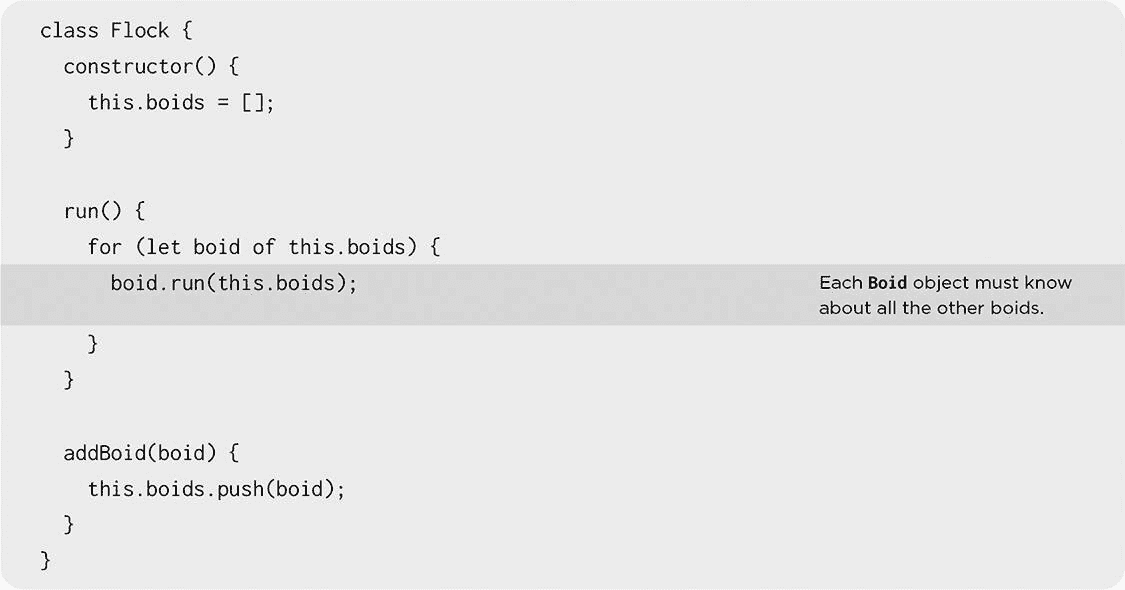 class Flock {
  constructor() {
    this.boids = [];
  }

  run() {
    for (let boid of this.boids) {
      boid.run(this.boids);
Each Boid object must know
about all the other boids.
    }
  }

  addBoid(boid) {
    this.boids.push(boid);
  }
}